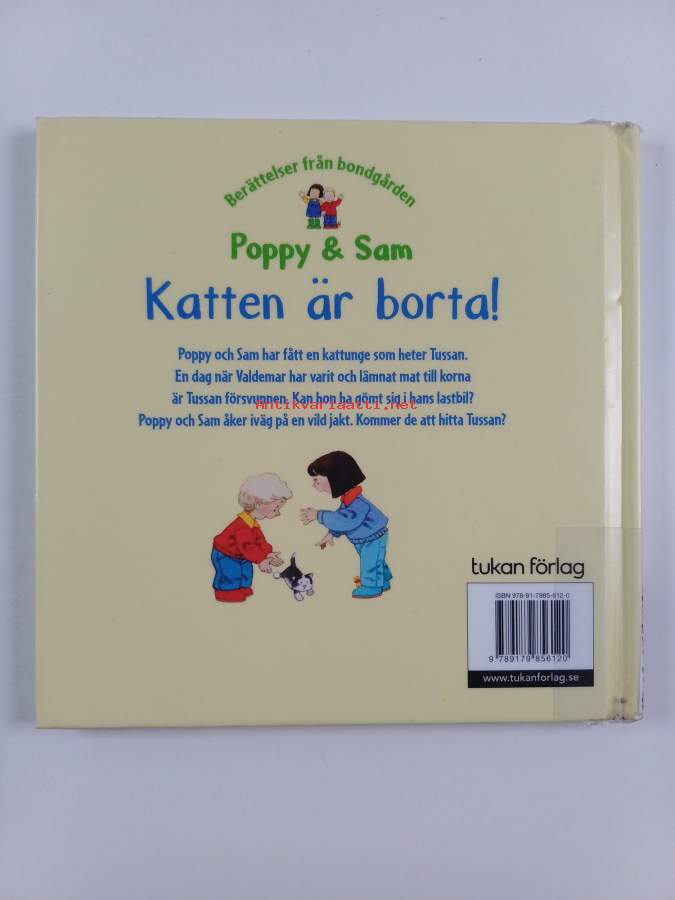 Berättelser från bondgården
Poppy & Sam
Katten är borta!
Poppy och Sam har fått en kattunge som heter Tussan.
En dag när Valdemar har varit och lämnat mat till korna
är Tussan försvunnen. Kan hon ha gömt sig i hans lastbil?
Antikvariaatti.net
Poppy och Sam åker iväg på en vild jakt. Kommer de att hitta Tussan?
tukan förlag
ISBN 978-91-7985-612-0
9 789179 856120
www.tukanforlag.se